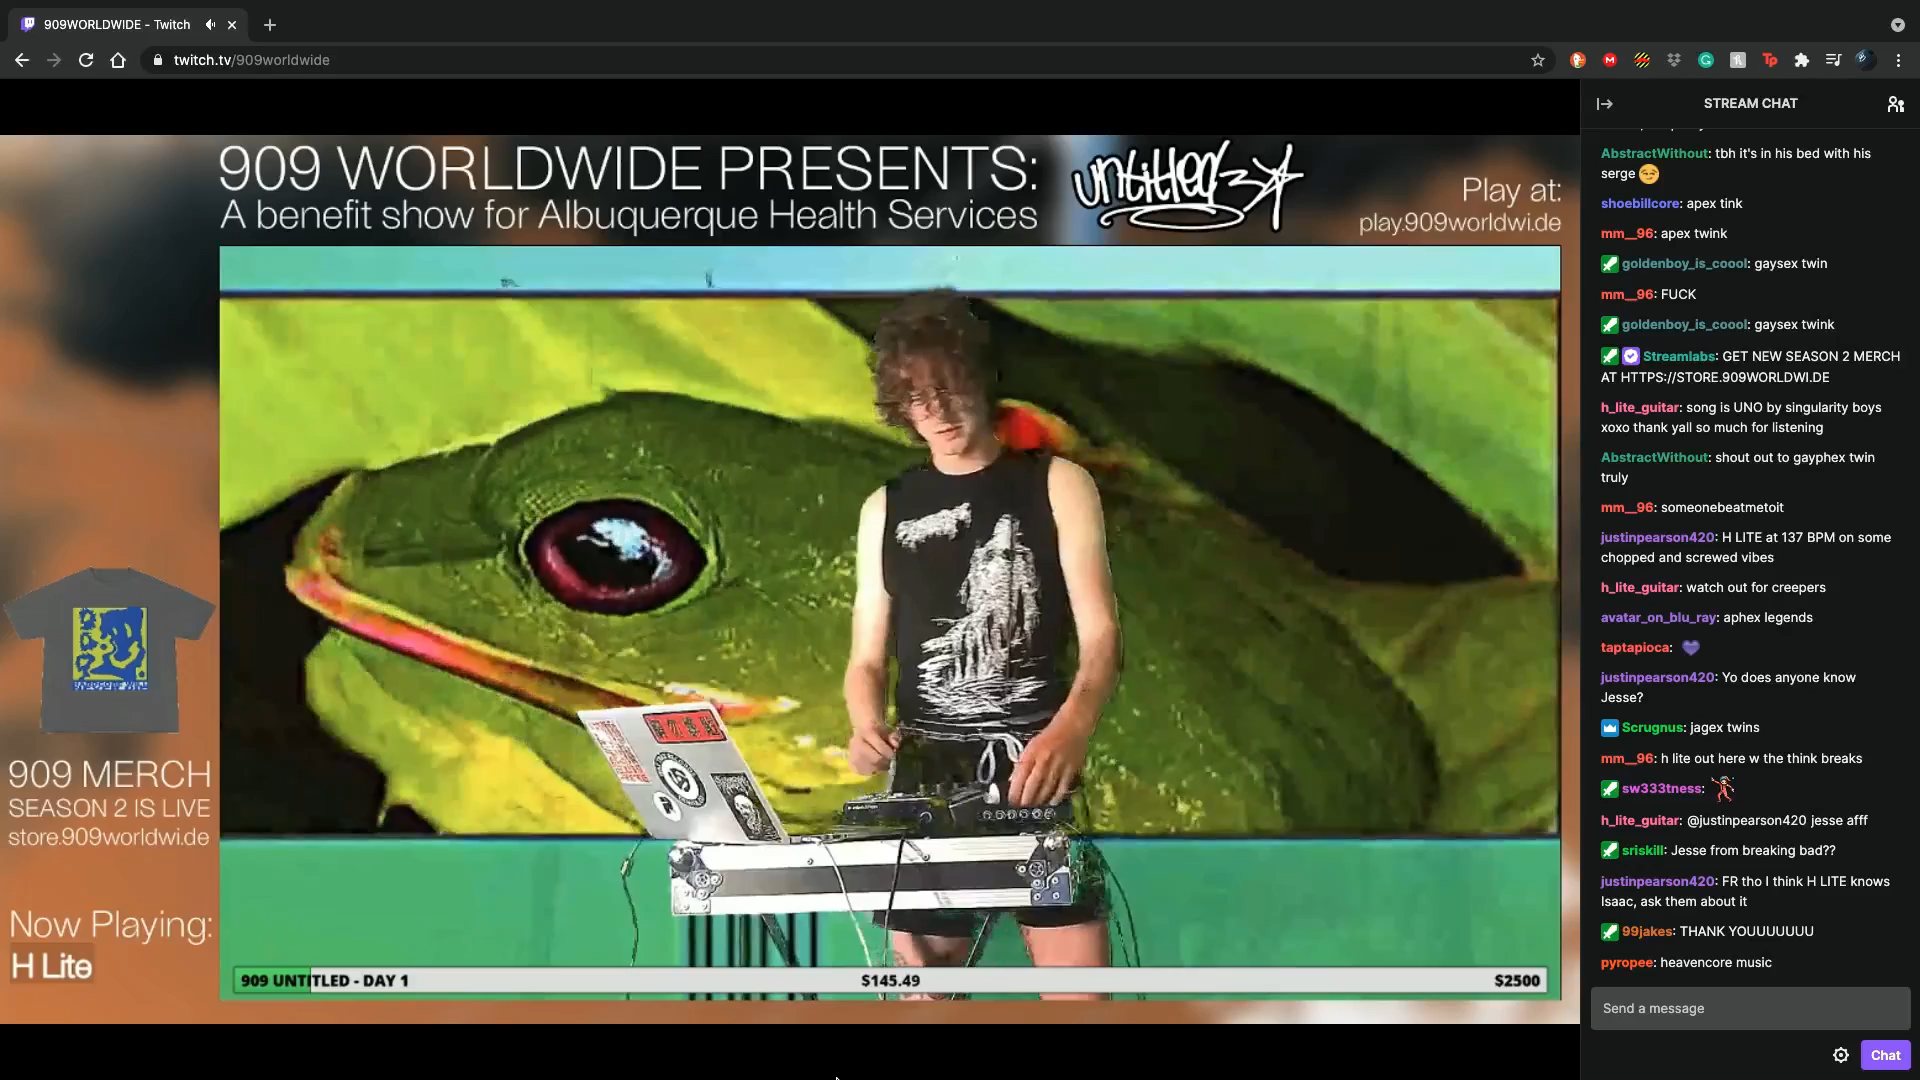 909WORLDWIDE - Twitch
twitch.tv/909worldwide
909 WORLDWIDE PRESENTS:
A benefit show for Albuquerque Health Services
untitled3
Play at:
play.909worldwi.de
909 MERCH
SEASON 2 IS LIVE
store.909worldwi.de
Now Playing:
H Lite
909 UNTITLED - DAY 1
$145.49
$2500
STREAM CHAT
AbstractWithout: tbh it's in his bed with his
serge
shoebillcore: apex tink
mm__96: apex twink
goldenboy_is_coool: gaysex twin
mm__96: FUCK
goldenboy_is_coool: gaysex twink
Streamlabs: GET NEW SEASON 2 MERCH
AT HTTPS://STORE.909WORLDWI.DE
h_lite_guitar: song is UNO by singularity boys
xoxo thank yall so much for listening
AbstractWithout: shout out to gayphex twin
truly
mm__96: someonebeatmetoit
justinpearson420: H LITE at 137 BPM on some
chopped and screwed vibes
h_lite_guitar: watch out for creepers
avatar_on_blu_ray: aphex legends
taptapioca:
justinpearson420: Yo does anyone know
Jesse?
Scrugnus: jagex twins
mm__96: h lite out here w the think breaks
sw333tness:
h_lite_guitar: @justinpearson420 jesse afff
sriskill: Jesse from breaking bad??
justinpearson420: FR tho I think H LITE knows
Isaac, ask them about it
99jakes: THANK YOUUUUUUU
pyropee: heavencore music
Send a message
Chat